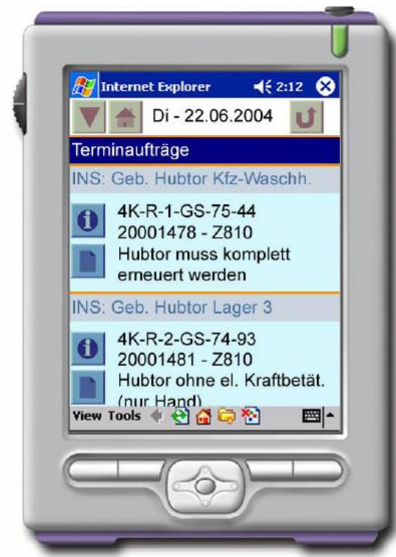 Internet Explorer 2:12
Di - 22.06.2004
Terminaufträge
INS: Geb. Hubtor Kfz-Waschh.
4K-R-1-GS-75-44
20001478 - Z810
Hubtor muss komplett
erneuert werden
INS: Geb. Hubtor Lager 3
4K-R-2-GS-74-93
20001481 - Z810
Hubtor ohne el. Kraftbetät.
(nur Hand)
View Tools